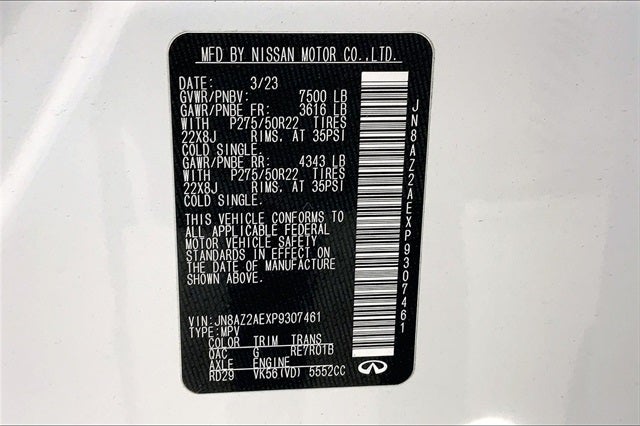 MFD BY NISSAN MOTOR CO.,LTD.
DATE: 3/23
GVWR/PNBV: 7500 LB
GAWR/PNBE FR: 3616 LB
WITH P275/50R22 TIRES
22X8J RIMS, AT 35PSI
COLD SINGLE.
GAWR/PNBE RR: 4343 LB
WITH P275/50R22 TIRES
22X8J RIMS, AT 35PSI
COLD SINGLE.
THIS VEHICLE CONFORMS TO
ALL APPLICABLE FEDERAL
MOTOR VEHICLE SAFETY
STANDARDS IN EFFECT ON
THE DATE OF MANUFACTURE
SHOWN ABOVE.
VIN:JN8AZ2AEXP9307461
TYPE:MPV
COLOR TRIM TRANS
QAC G RE7R01B
AXLE ENGINE
RD29 VK56(VD) 5552CC
JN8AZ2AEXP9307461